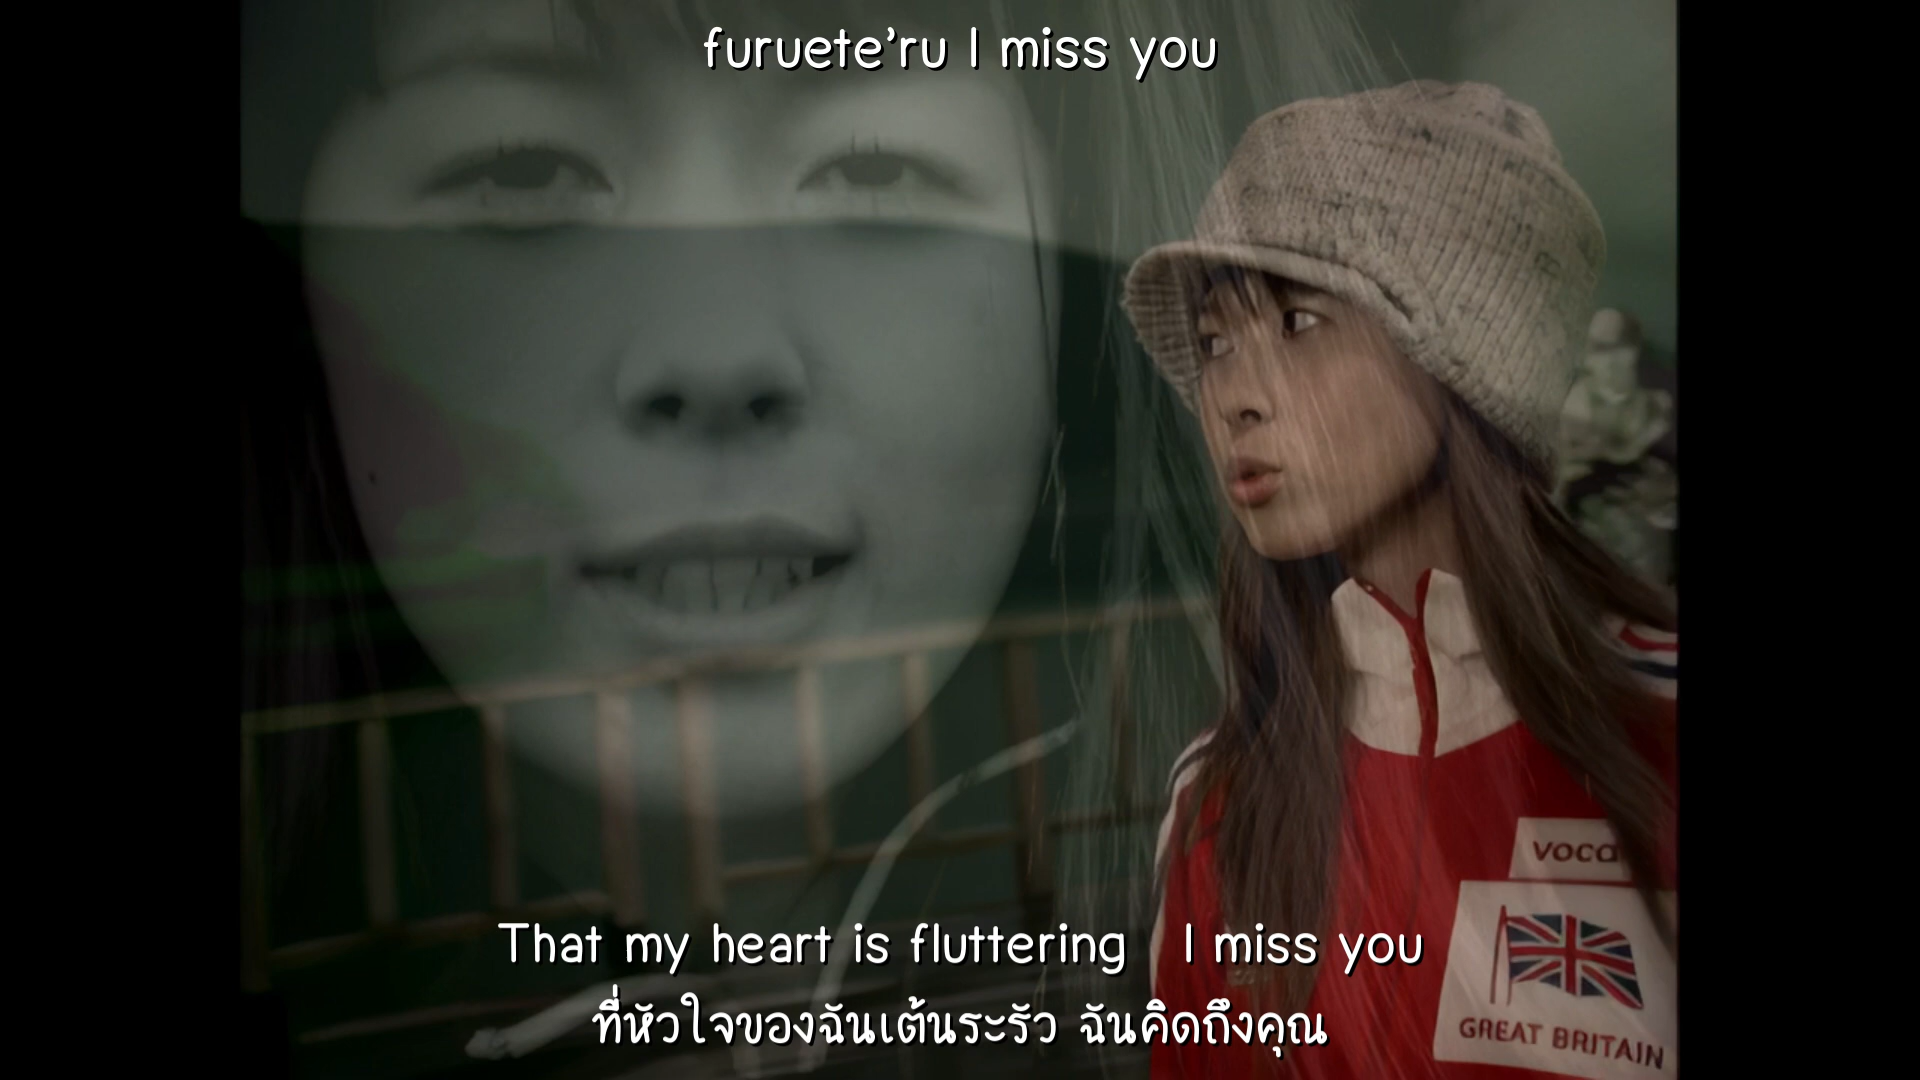 furuete'ru I miss you
voca
GREAT BRITAIN
That my heart is fluttering I miss you
ที่หัวใจของฉันเต้นระรัว ฉันคิดถึงคุณ